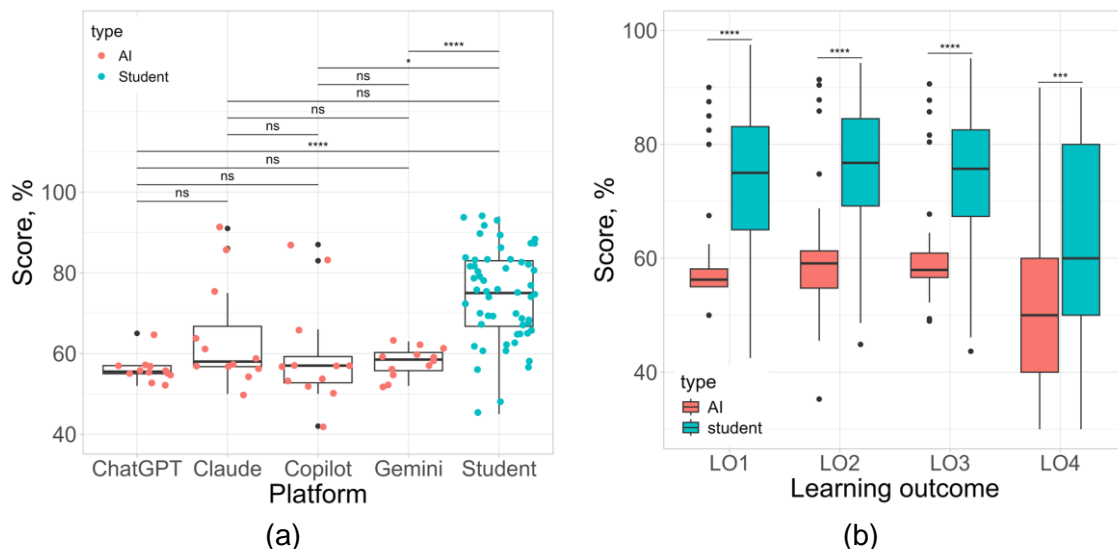 type
AI
Student
****
*
ns
ns
ns
ns
****
ns
ns
ns
100
80
60
40
Score, %
ChatGPT Claude Copilot Gemini Student
Platform
(a)
****
****
****
***
100
80
60
40
Score, %
type
AI
student
LO1 LO2 LO3 LO4
Learning outcome
(b)